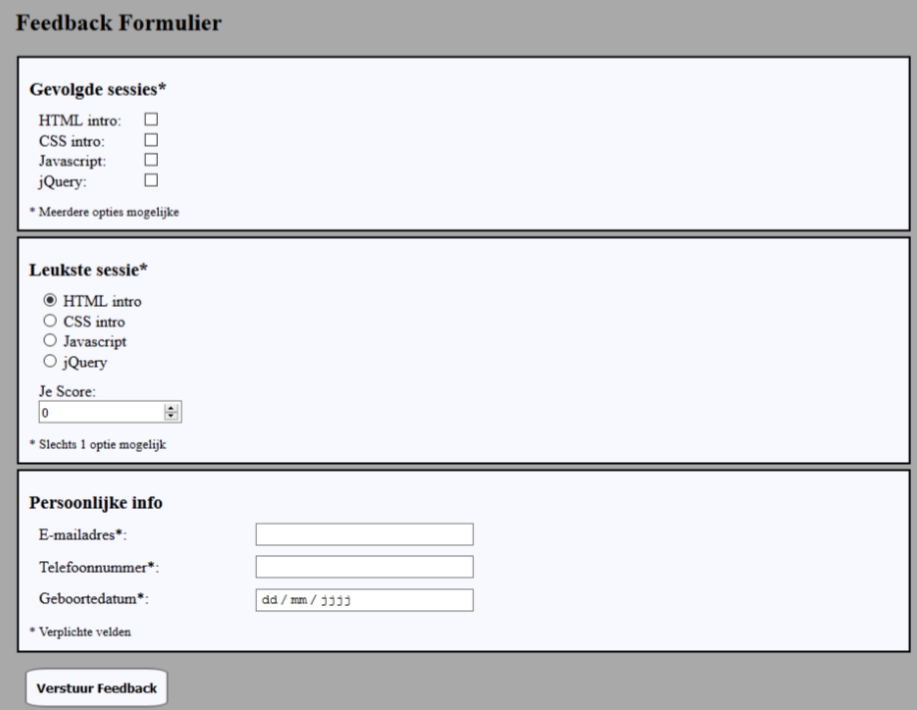 Feedback Formulier
Gevolgde sessies*
HTML intro:
CSS intro:
Javascript:
jQuery:
* Meerdere opties mogelijke
Leukste sessie*
HTML intro
CSS intro
Javascript
jQuery
Je Score:
0
* Slechts 1 optie mogelijk
Persoonlijke info
E-mailadres*:
Telefoonnummer*:
Geboortedatum*: dd / mm / jjjj
* Verplichte velden
Verstuur Feedback